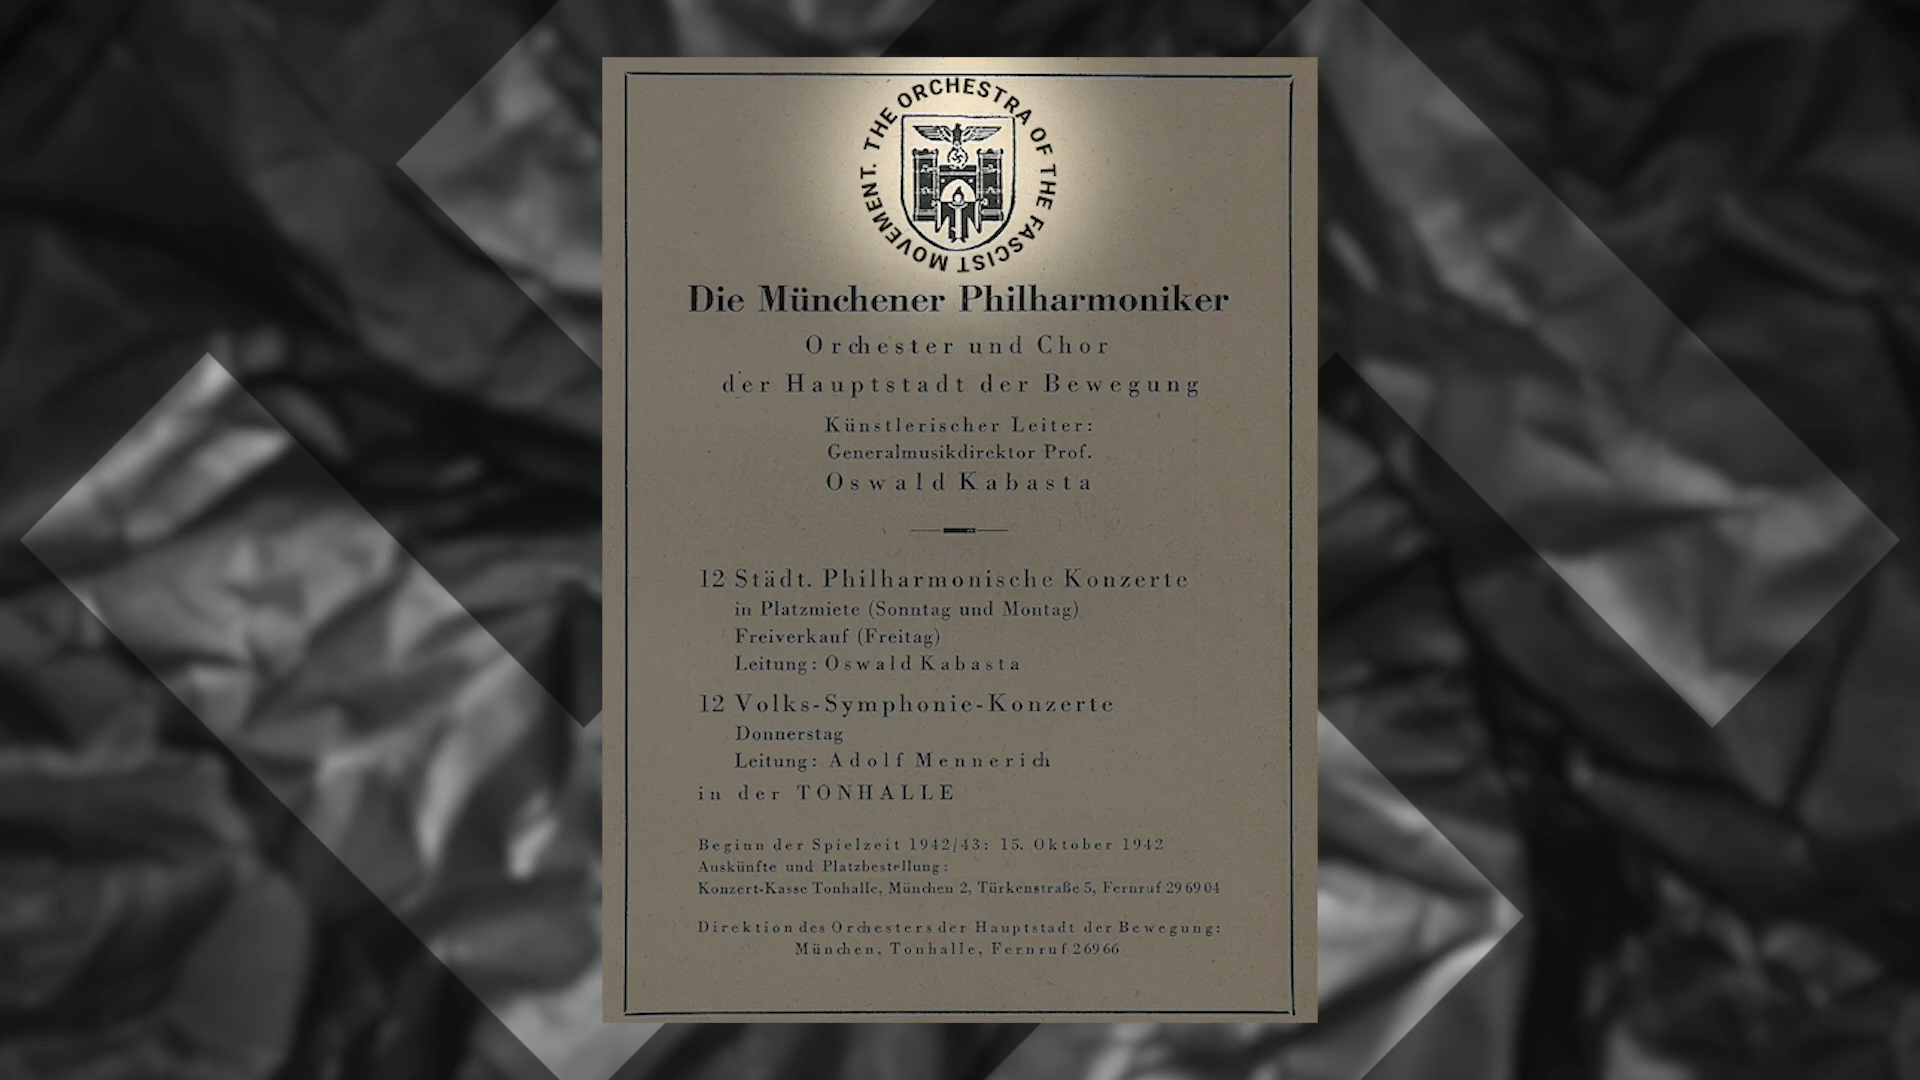 THE ORCHESTRA OF THE FASCIST MOVEMENT.
Die Münchener Philharmoniker
Orchester und Chor
der Hauptstadt der Bewegung
Künstlerischer Leiter:
Generalmusikdirektor Prof.
Oswald Kabasta
12 Städt. Philharmonische Konzerte
in Platzmiete (Sonntag und Montag)
Freiverkauf (Freitag)
Leitung: Oswald Kabasta
12 Volks-Symphonie-Konzerte
Donnerstag
Leitung: Adolf Mennerich
in der TONHALLE
Beginn der Spielzeit 1942/43: 15. Oktober 1942
Auskünfte und Platzbestellung:
Konzert-Kasse Tonhalle, München 2, Türkenstraße 5, Fernruf 296904
Direktion des Orchesters der Hauptstadt der Bewegung:
München, Tonhalle, Fernruf 26966